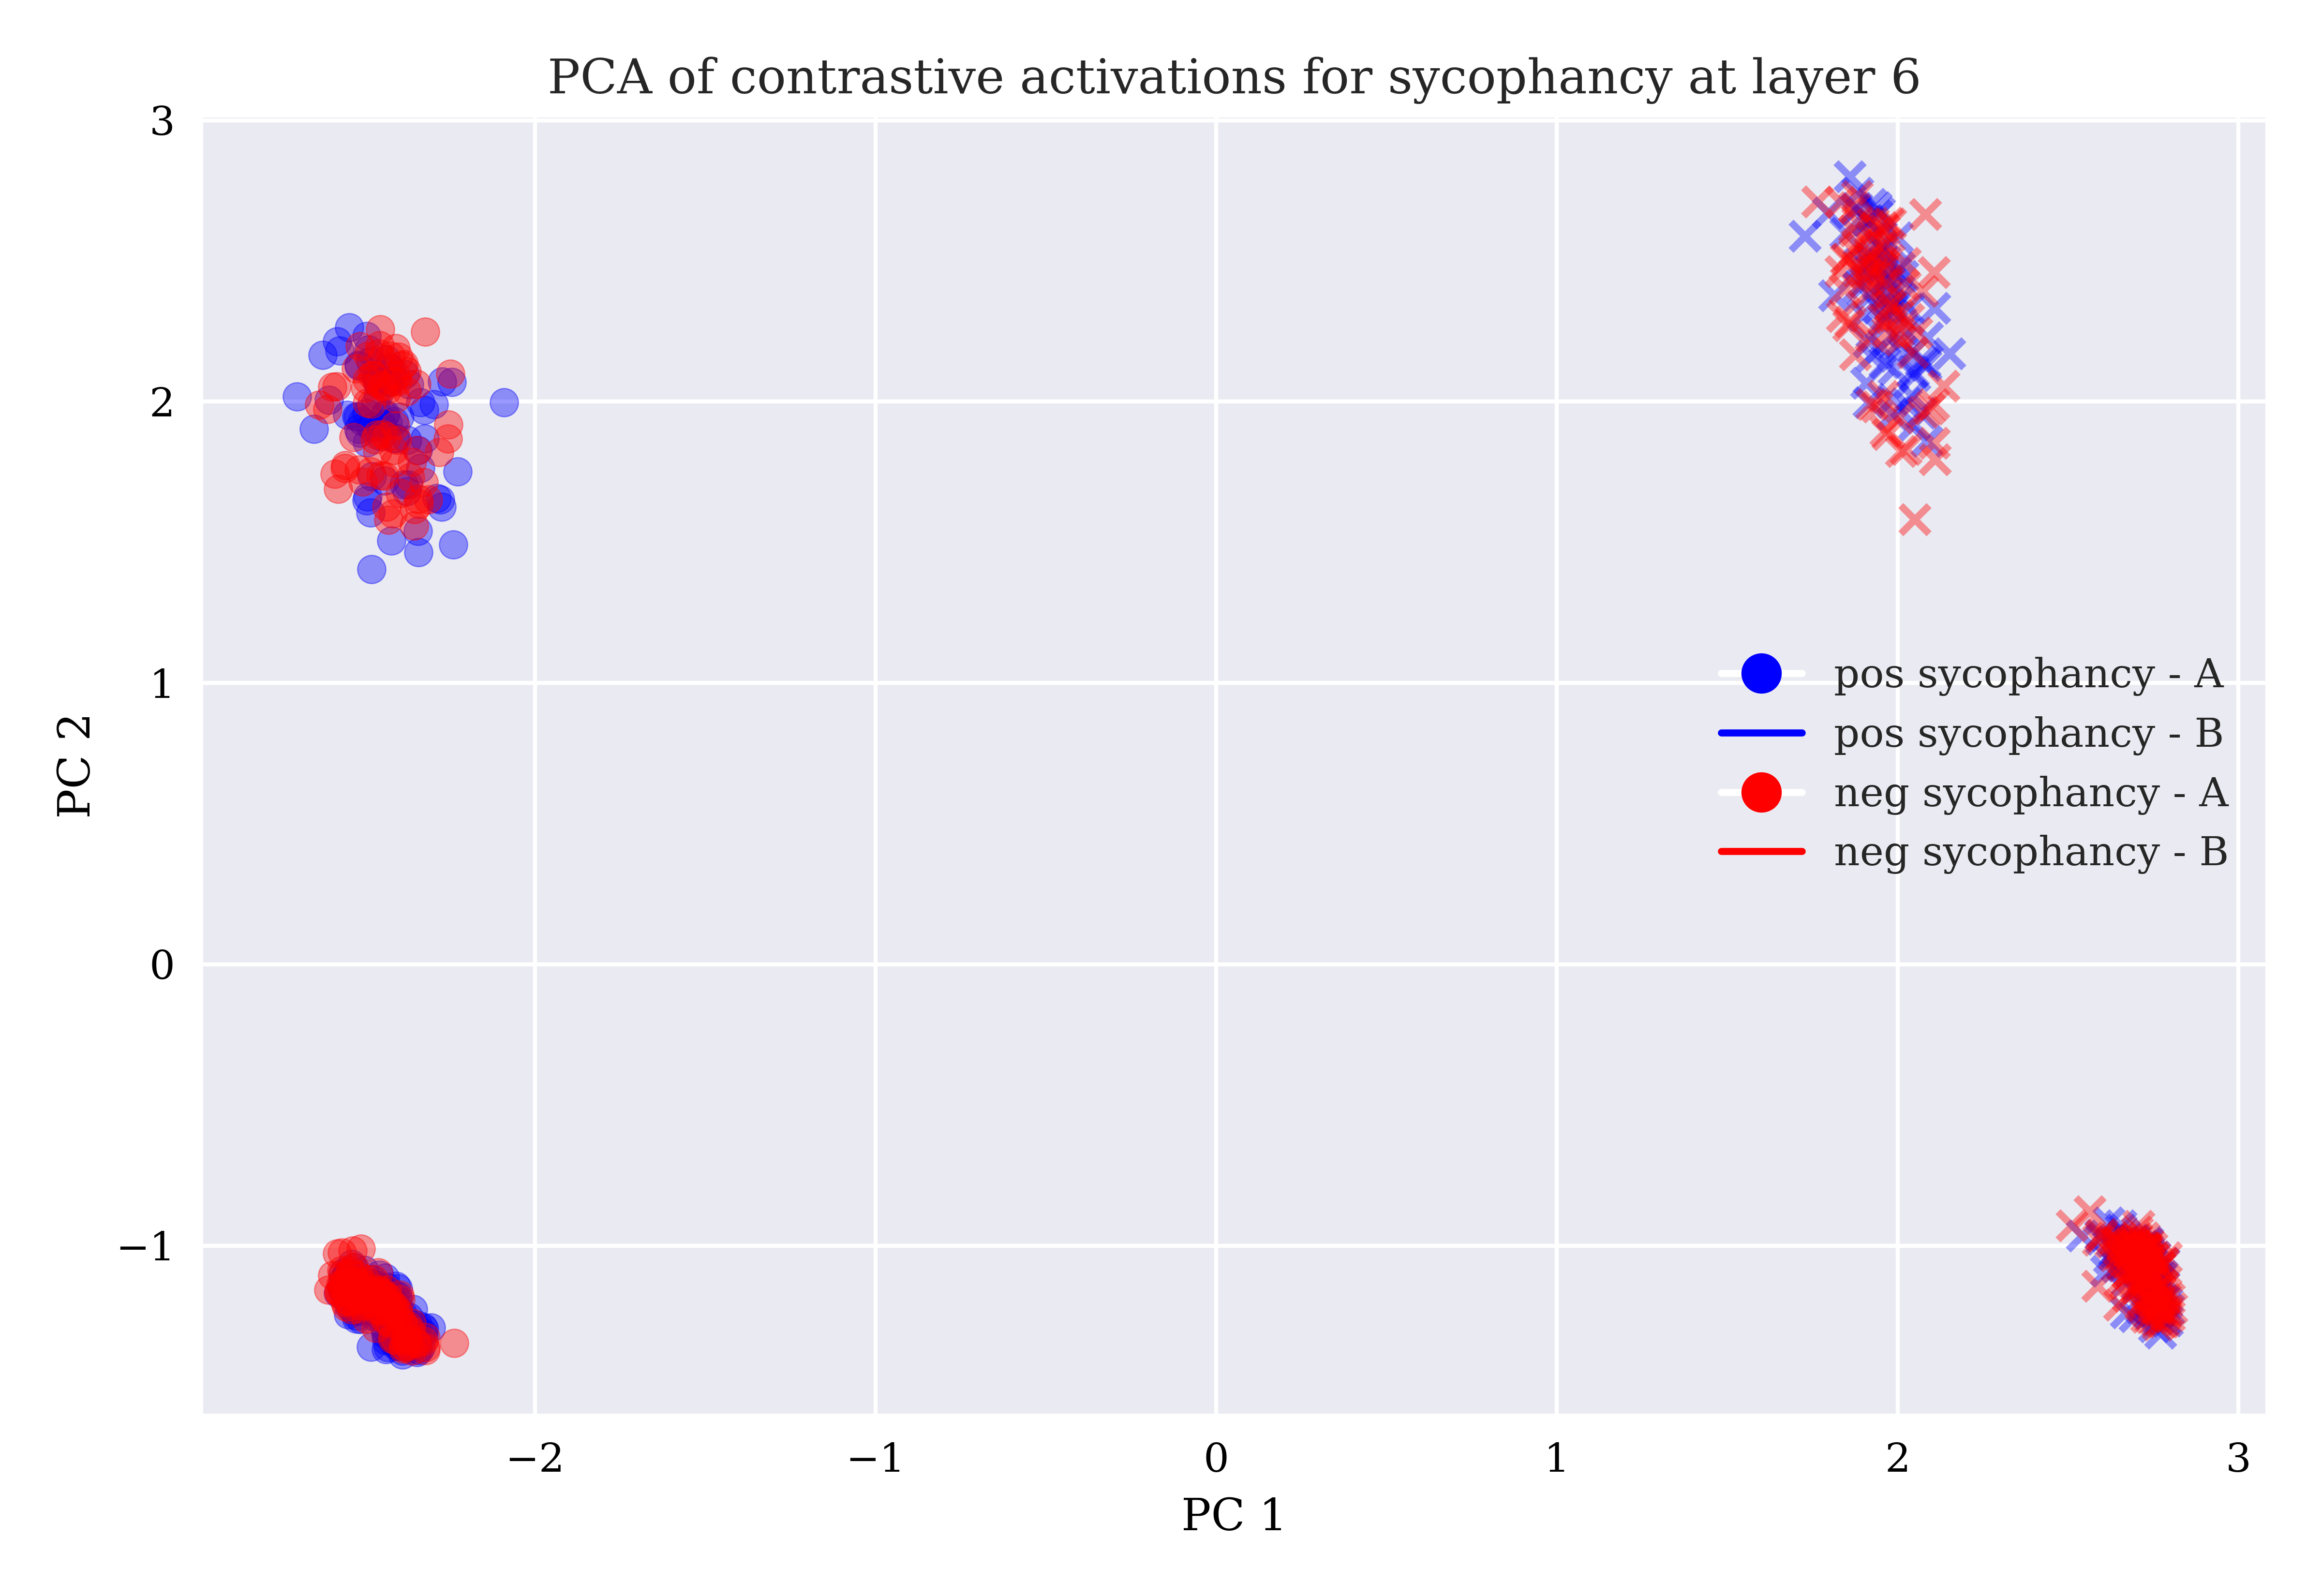 PCA of contrastive activations for sycophancy at layer 6
3
2
1
0
−1
PC 2
pos sycophancy - A
pos sycophancy - B
neg sycophancy - A
neg sycophancy - B
−2
−1
0
1
2
3
PC 1